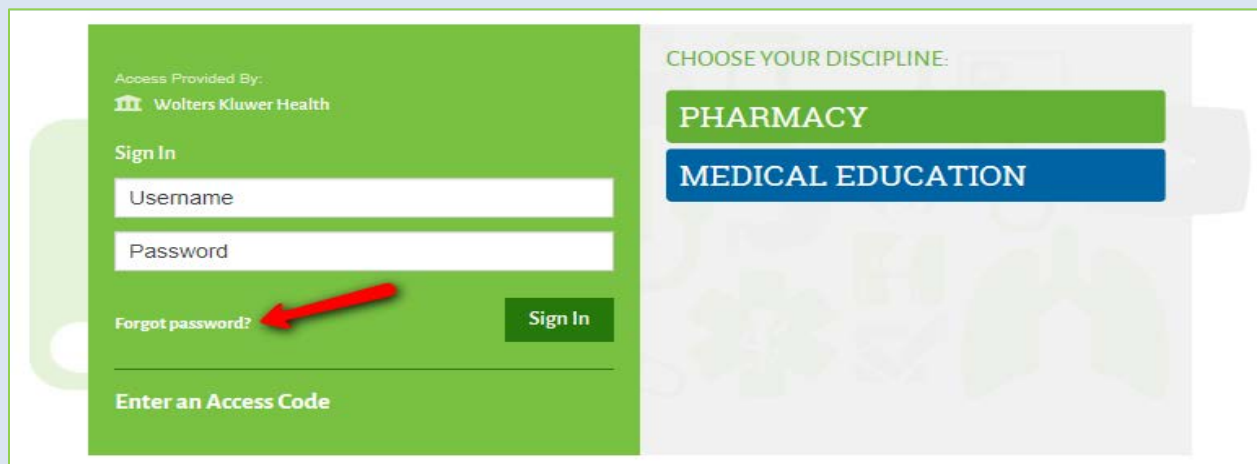 Access Provided By:
Wolters Kluwer Health
Sign In
Username
Password
Forgot password?
Sign In
Enter an Access Code
CHOOSE YOUR DISCIPLINE:
PHARMACY
MEDICAL EDUCATION